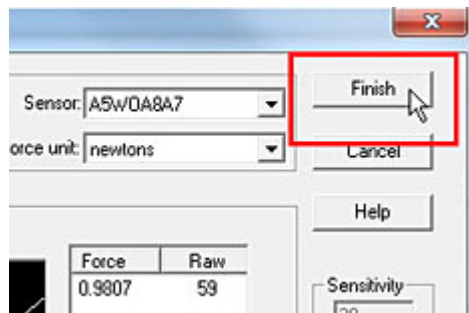 Finish
Sensor: A5W0A8A7
orce unit: newtons
Cancel
Help
Force Raw
0.9807 59
Sensitivity